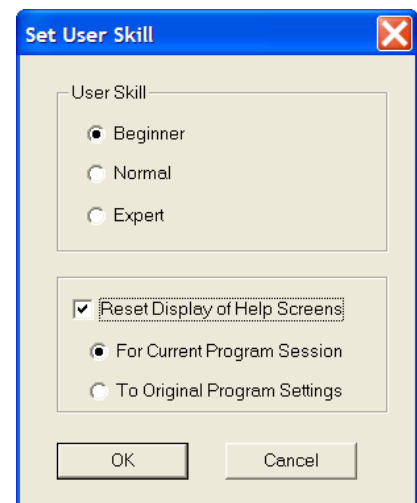 Set User Skill
User Skill
Beginner
Normal
Expert
Reset Display of Help Screens
For Current Program Session
To Original Program Settings
OK
Cancel